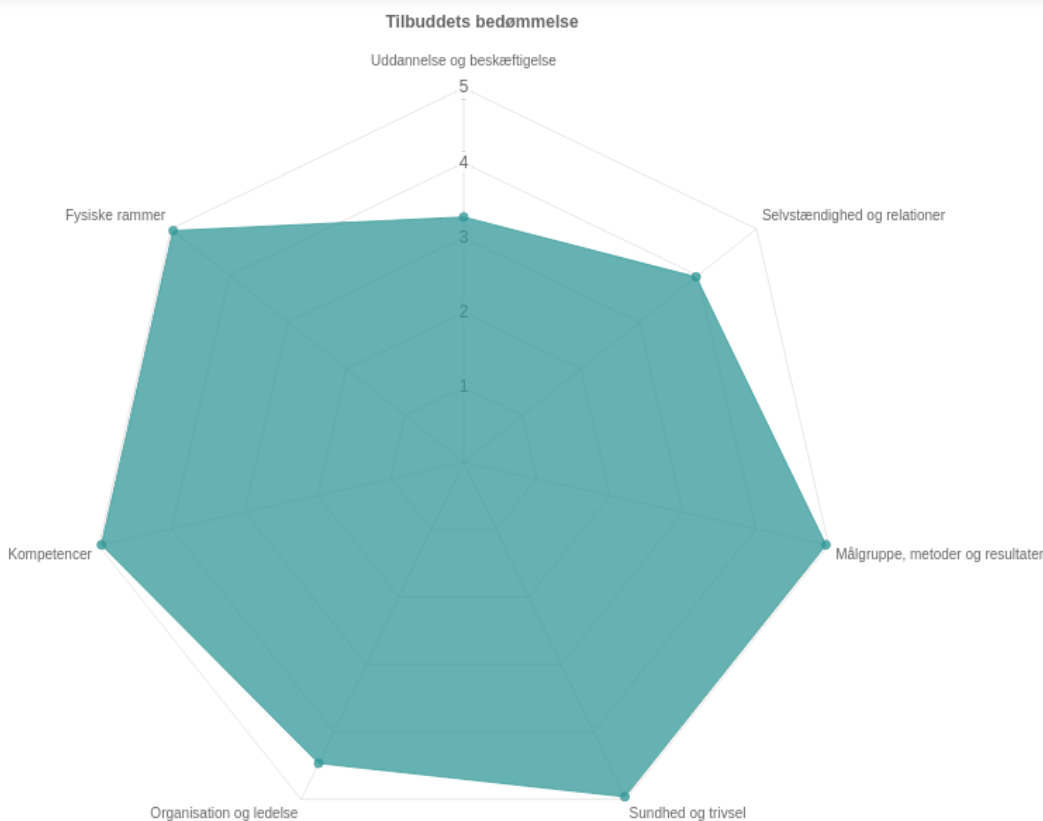 Tilbuddets bedømmelse
Uddannelse og beskæftigelse
5
4
Fysiske rammer
Selvstændighed og relationer
3
2
1
Kompetencer
Målgruppe, metoder og resultater
Organisation og ledelse
Sundhed og trivsel